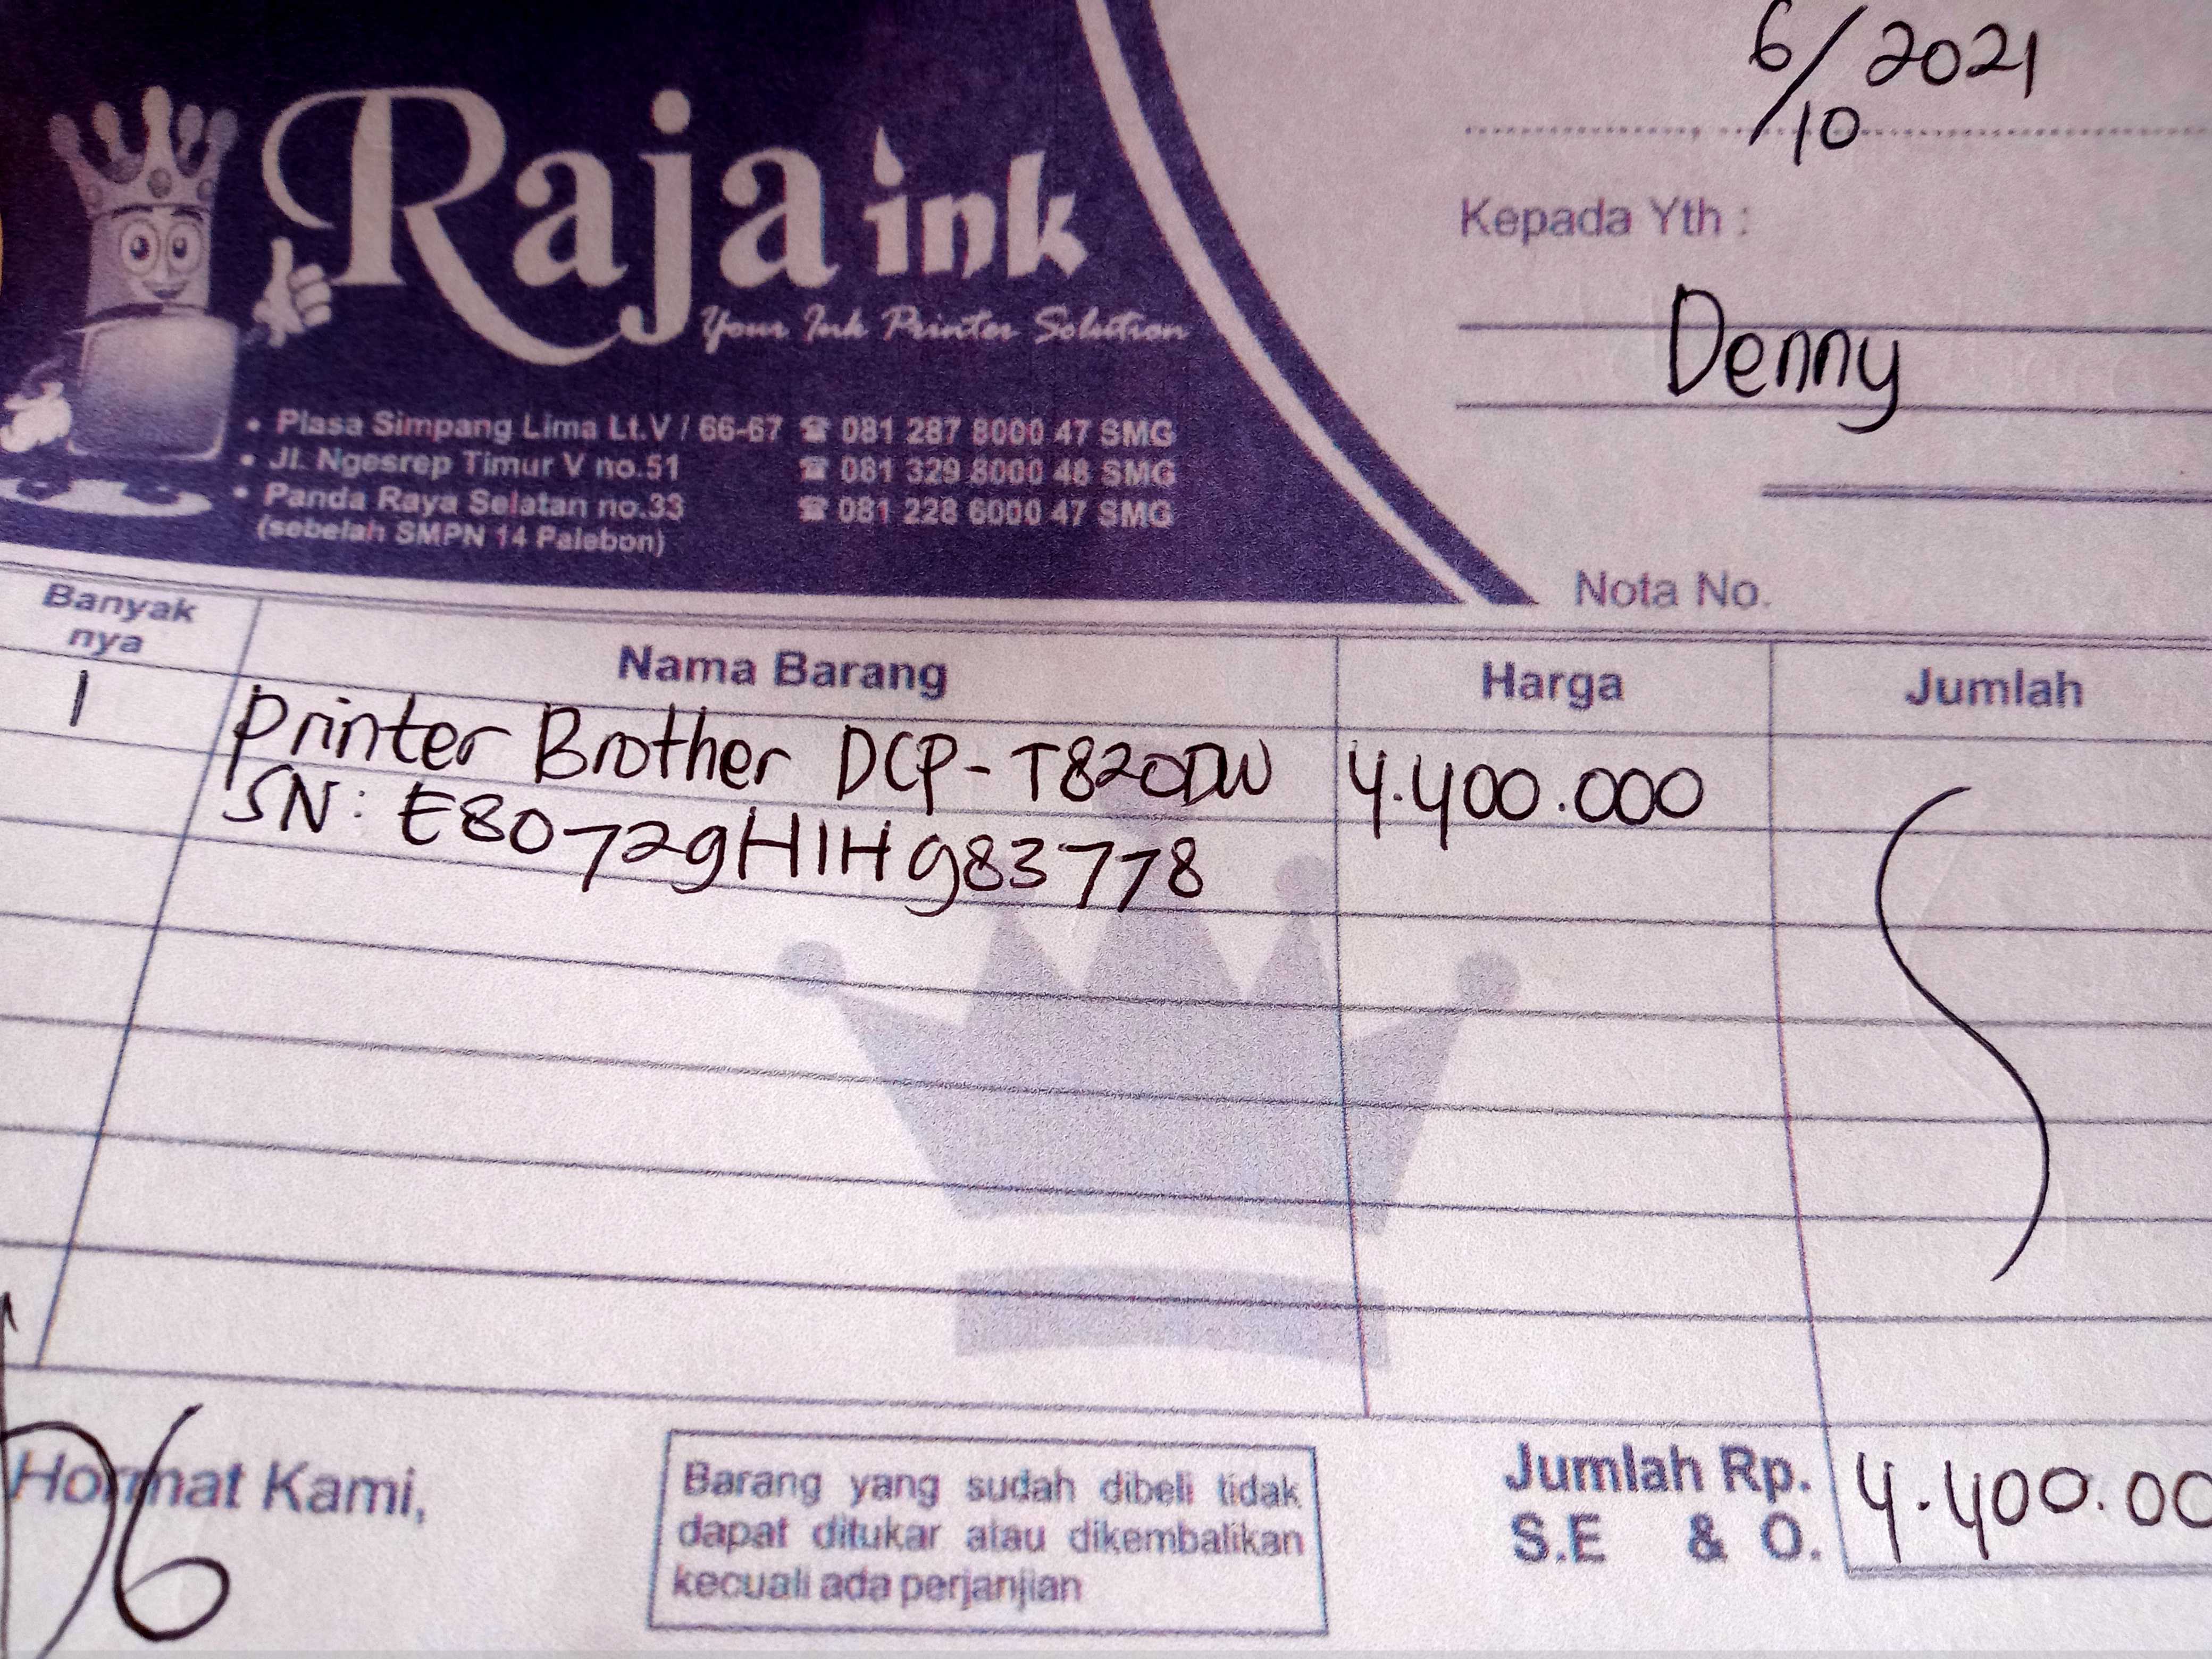 6/10 2021
Raja ink
Your Ink Printer Solution
Kepada Yth :
Denny
• Plasa Simpang Lima Lt.V / 66-67 ☎ 081 287 8000 47 SMG
• Jl. Ngesrep Timur V no.51 ☎ 081 329 8000 48 SMG
• Panda Raya Selatan no.33 ☎ 081 228 6000 47 SMG
(sebelah SMPN 14 Palebon)
Nota No.
Banyak
nya
Nama Barang Harga Jumlah
1 Printer Brother DCP-T820DW 4.400.000
SN: E80729H1H983778
Hormat Kami,
Barang yang sudah dibeli tidak
dapat ditukar atau dikembalikan
kecuali ada perjanjian
Jumlah Rp. 4.400.00
S.E & O.